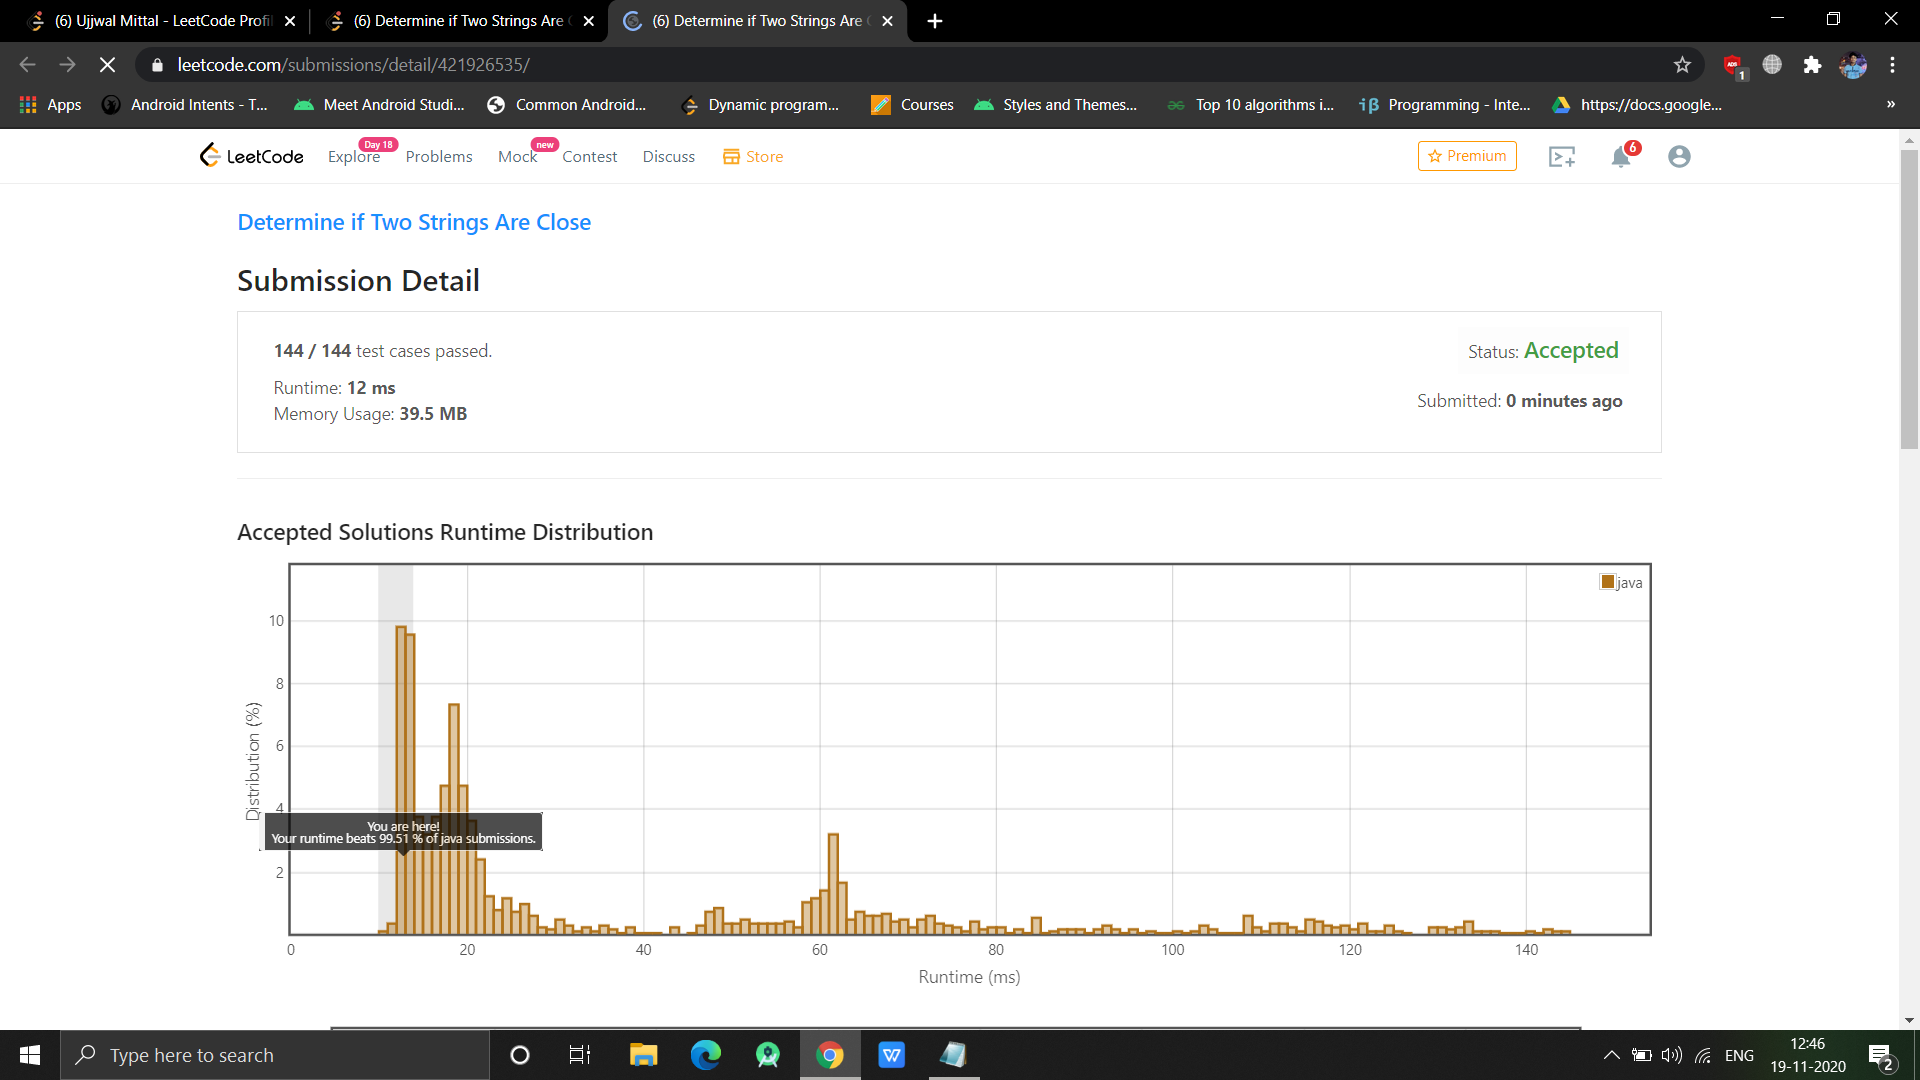 (6) Ujjwal Mittal - LeetCode Profi
(6) Determine if Two Strings Are
(6) Determine if Two Strings Are
leetcode.com/submissions/detail/421926535/
ADS
1
Apps
Android Intents - T...
Meet Android Studi...
Common Android...
Dynamic program...
Courses
Styles and Themes...
Top 10 algorithms i...
Programming - Inte...
https://docs.google...
»
LeetCode
Explore
Day 18
Problems
Mock
new
Contest
Discuss
Store
Premium
6
Determine if Two Strings Are Close
Submission Detail
144 / 144 test cases passed.
Status: Accepted
Runtime: 12 ms
Submitted: 0 minutes ago
Memory Usage: 39.5 MB
Accepted Solutions Runtime Distribution
java
Distribution (%)
10
8
6
4
2
You are here!
Your runtime beats 99.51 % of java submissions.
0
20
40
60
80
100
120
140
Runtime (ms)
Type here to search
W
ENG
12:46
19-11-2020
2